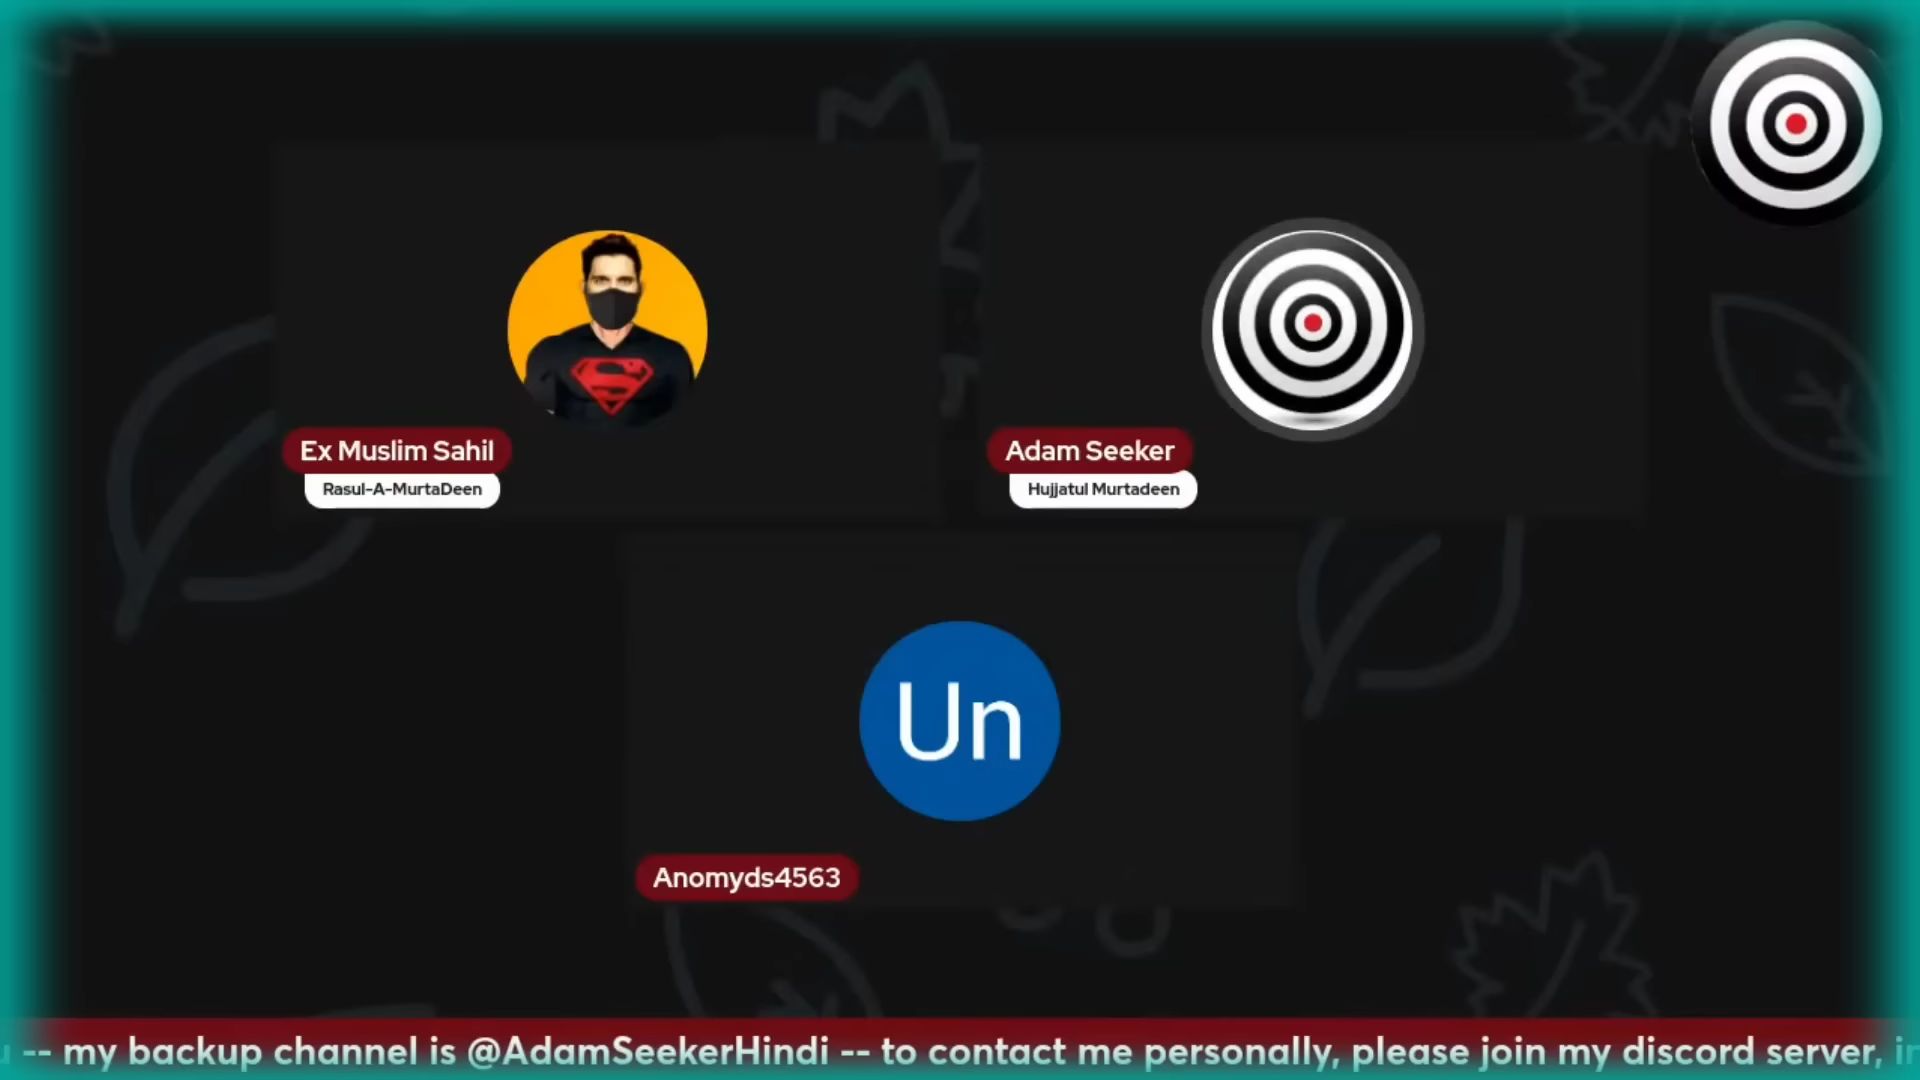 Ex Muslim Sahil
Rasul-A-MurtaDeen
Adam Seeker
Hujjatul Murtadeen
Un
Anomyds4563
-- my backup channel is @AdamSeekerHindi -- to contact me personally, please join my discord server,